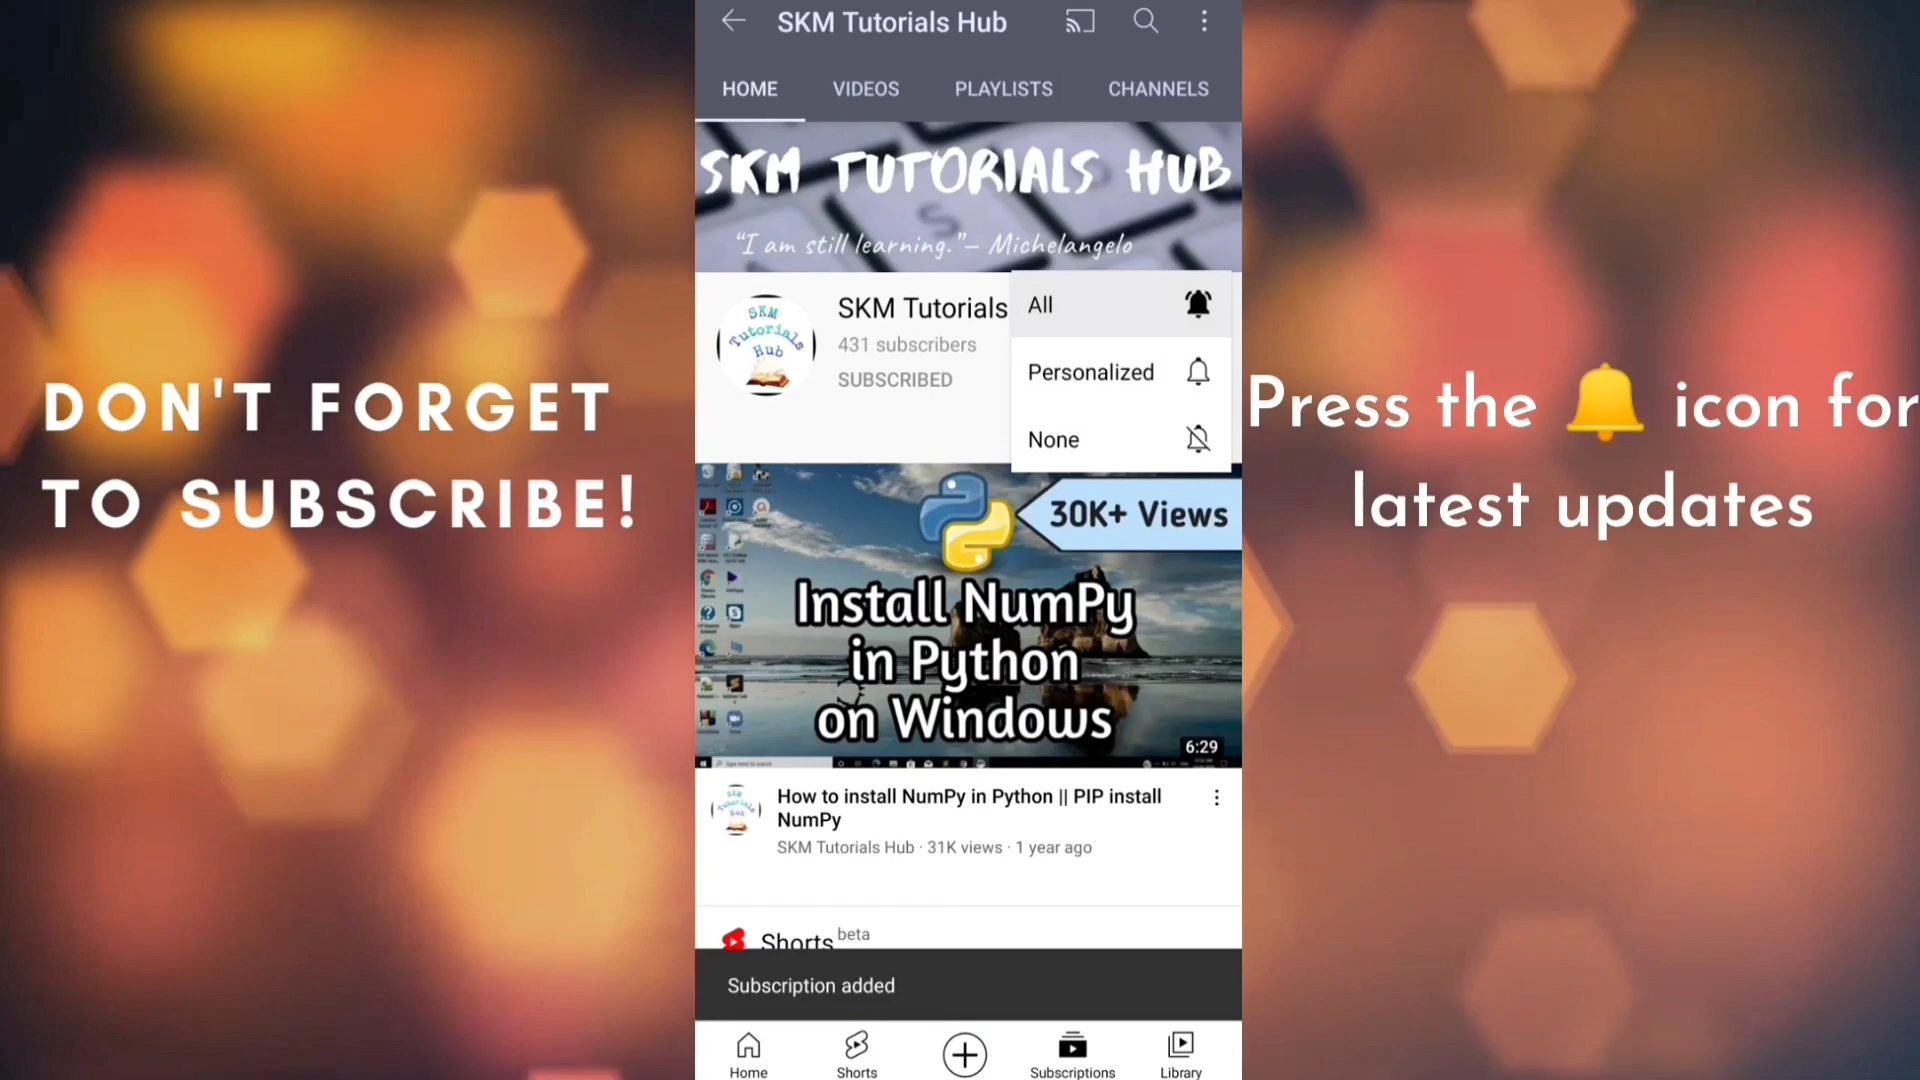 DON'T FORGET
TO SUBSCRIBE!
SKM Tutorials Hub
HOME VIDEOS PLAYLISTS CHANNELS
SKM TUTORIALS HUB
“I am still learning.”– Michelangelo
SKM
Tutorials
Hub
SKM Tutorials
431 subscribers
SUBSCRIBED
All
Personalized
None
30K+ Views
Install NumPy
in Python
on Windows
6:29
How to install NumPy in Python || PIP install
NumPy
SKM Tutorials Hub · 31K views · 1 year ago
Shorts beta
Subscription added
Home Shorts Subscriptions Library
Press the 🔔 icon for
latest updates